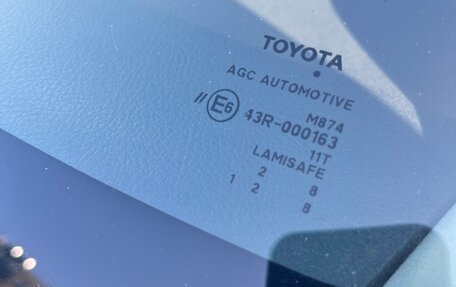 TOYOTA
AGC AUTOMOTIVE
M874
// E6 43R-000163
11T
LAMISAFE
2 8
1 2 8